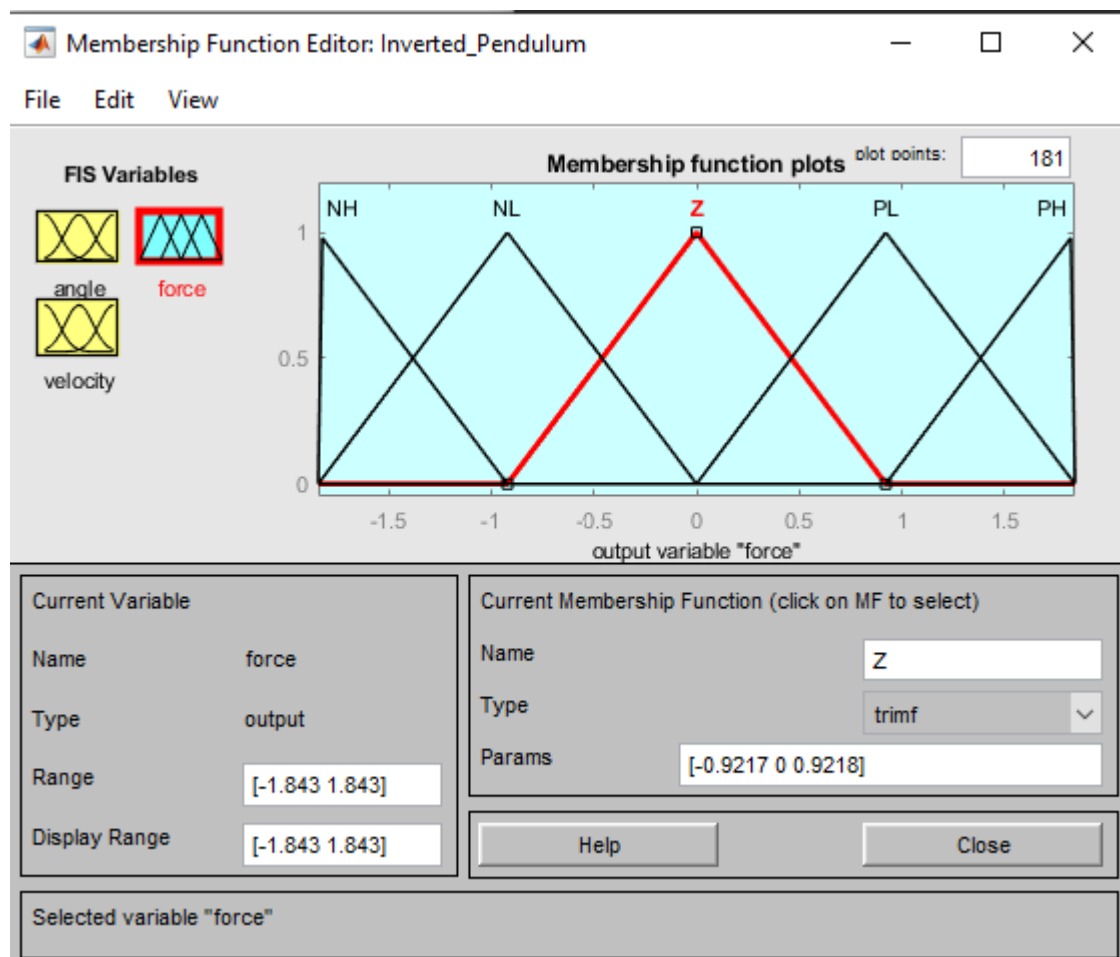 Membership Function Editor: Inverted_Pendulum
File Edit View
FIS Variables
angle
force
velocity
Membership function plots
plot points:
181
NH NL Z PL PH
1
0.5
0
-1.5 -1 -0.5 0 0.5 1 1.5
output variable "force"
Current Variable
Name force
Type output
Range [-1.843 1.843]
Display Range [-1.843 1.843]
Current Membership Function (click on MF to select)
Name Z
Type trimf
Params [-0.9217 0 0.9218]
Help Close
Selected variable "force"